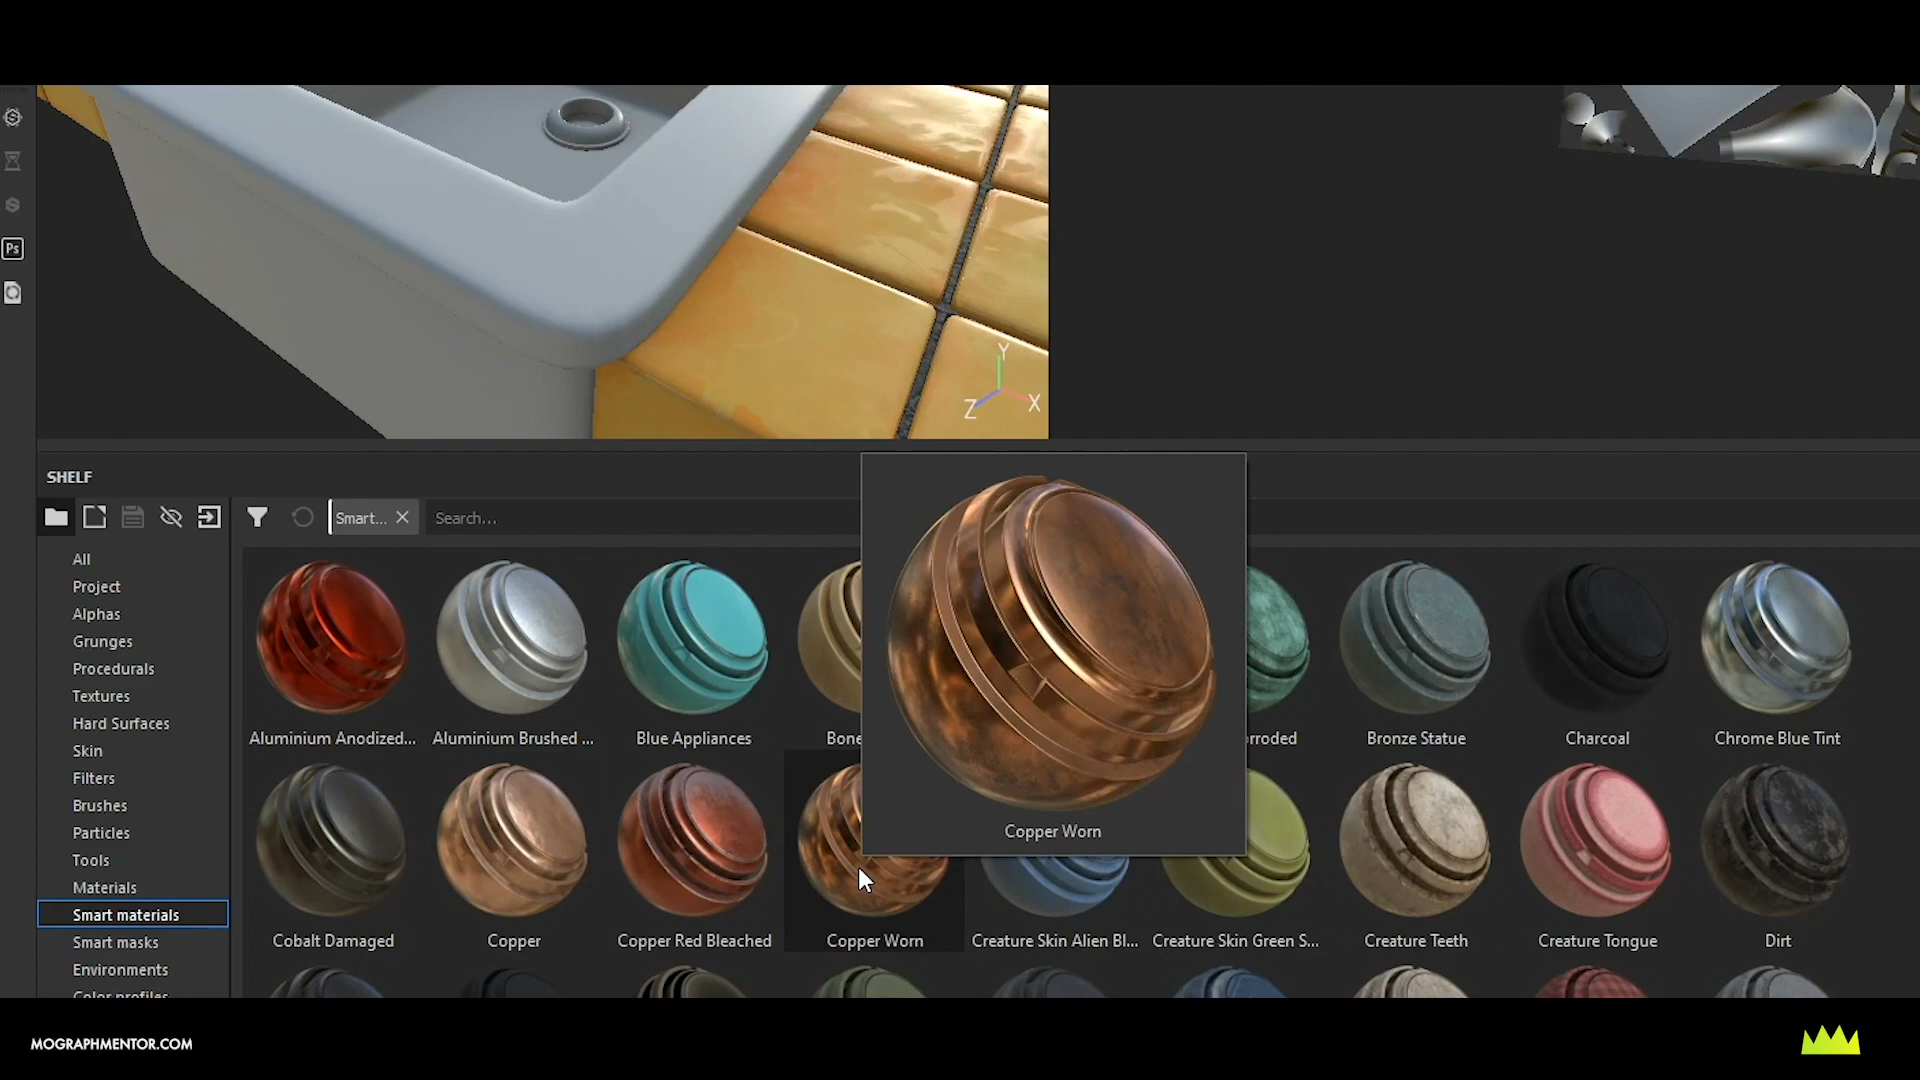 Ps
Y
Z
X
SHELF
Smart...
Search...
All
Project
Alphas
Grunges
Procedurals
Textures
Hard Surfaces
Skin
Filters
Brushes
Particles
Tools
Materials
Smart materials
Smart masks
Environments
Color profiles
Aluminium Anodized...
Aluminium Brushed ...
Blue Appliances
Bone
rroded
Bronze Statue
Charcoal
Chrome Blue Tint
Copper Worn
Cobalt Damaged
Copper
Copper Red Bleached
Copper Worn
Creature Skin Alien Bl...
Creature Skin Green S...
Creature Teeth
Creature Tongue
Dirt
MOGRAPHMENTOR.COM